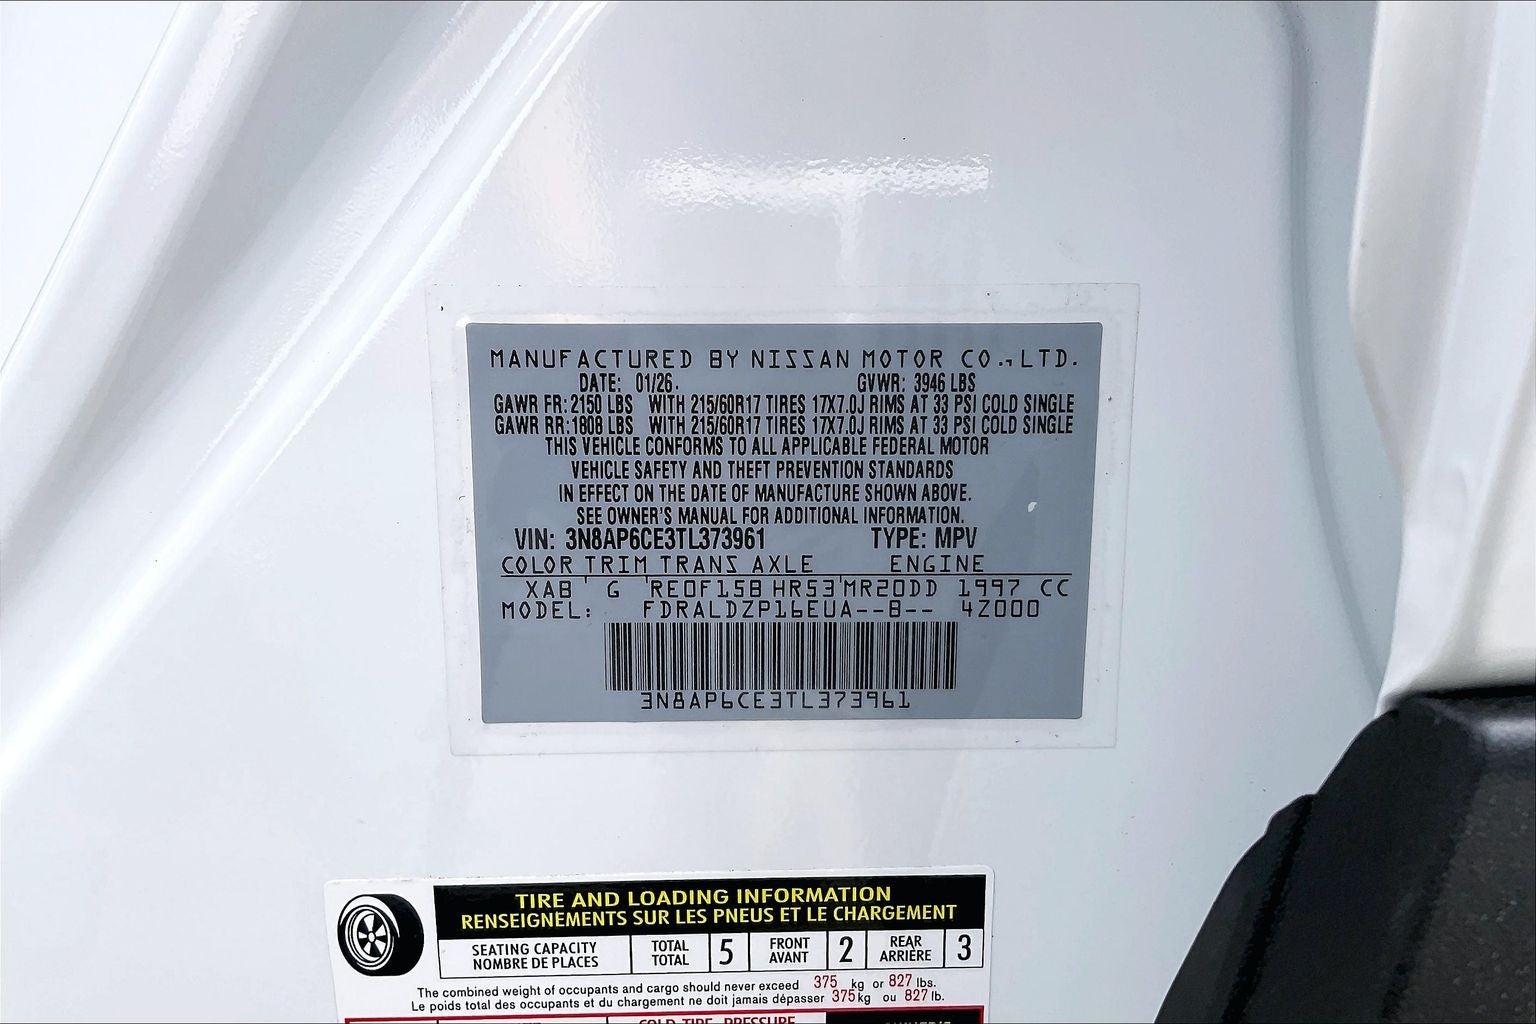 MANUFACTURED BY NISSAN MOTOR CO., LTD.
DATE: 01/26. GVWR: 3946 LBS
GAWR FR: 2150 LBS WITH 215/60R17 TIRES 17X7.0J RIMS AT 33 PSI COLD SINGLE
GAWR RR: 1808 LBS WITH 215/60R17 TIRES 17X7.0J RIMS AT 33 PSI COLD SINGLE
THIS VEHICLE CONFORMS TO ALL APPLICABLE FEDERAL MOTOR
VEHICLE SAFETY AND THEFT PREVENTION STANDARDS
IN EFFECT ON THE DATE OF MANUFACTURE SHOWN ABOVE.
SEE OWNER'S MANUAL FOR ADDITIONAL INFORMATION.
VIN: 3N8AP6CE3TL373961 TYPE: MPV
COLOR TRIM TRANS AXLE ENGINE
XAB G RE0F15B HR53 MR20DD 1997 CC
MODEL: FDRALDZP16EUA--B-- 4Z000
3N8AP6CE3TL373961
TIRE AND LOADING INFORMATION
RENSEIGNEMENTS SUR LES PNEUS ET LE CHARGEMENT
SEATING CAPACITY TOTAL 5 FRONT 2 REAR 3
NOMBRE DE PLACES TOTAL AVANT ARRIÈRE
The combined weight of occupants and cargo should never exceed 375 kg or 827 lbs.
Le poids total des occupants et du chargement ne doit jamais dépasser 375 kg ou 827 lb.
COLD TIRE PRESSURE